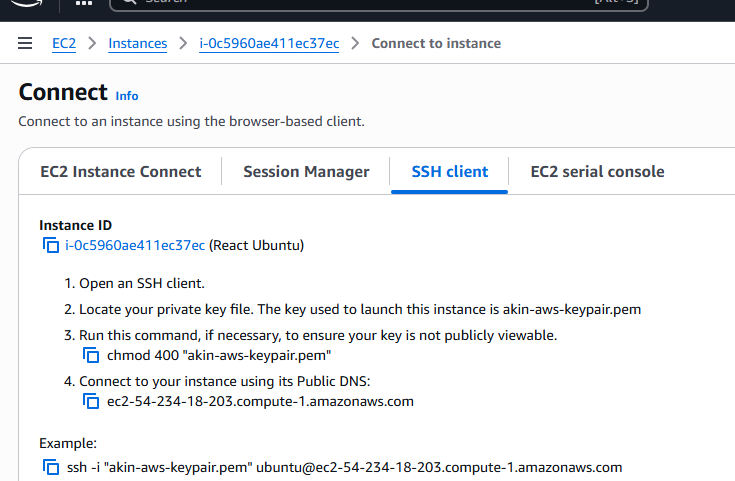 Search [Alt+S]
EC2 > Instances > i-0c5960ae411ec37ec > Connect to instance
Connect Info
Connect to an instance using the browser-based client.
EC2 Instance Connect Session Manager SSH client EC2 serial console
Instance ID
i-0c5960ae411ec37ec (React Ubuntu)
1. Open an SSH client.
2. Locate your private key file. The key used to launch this instance is akin-aws-keypair.pem
3. Run this command, if necessary, to ensure your key is not publicly viewable.
chmod 400 "akin-aws-keypair.pem"
4. Connect to your instance using its Public DNS:
ec2-54-234-18-203.compute-1.amazonaws.com
Example:
ssh -i "akin-aws-keypair.pem" ubuntu@ec2-54-234-18-203.compute-1.amazonaws.com